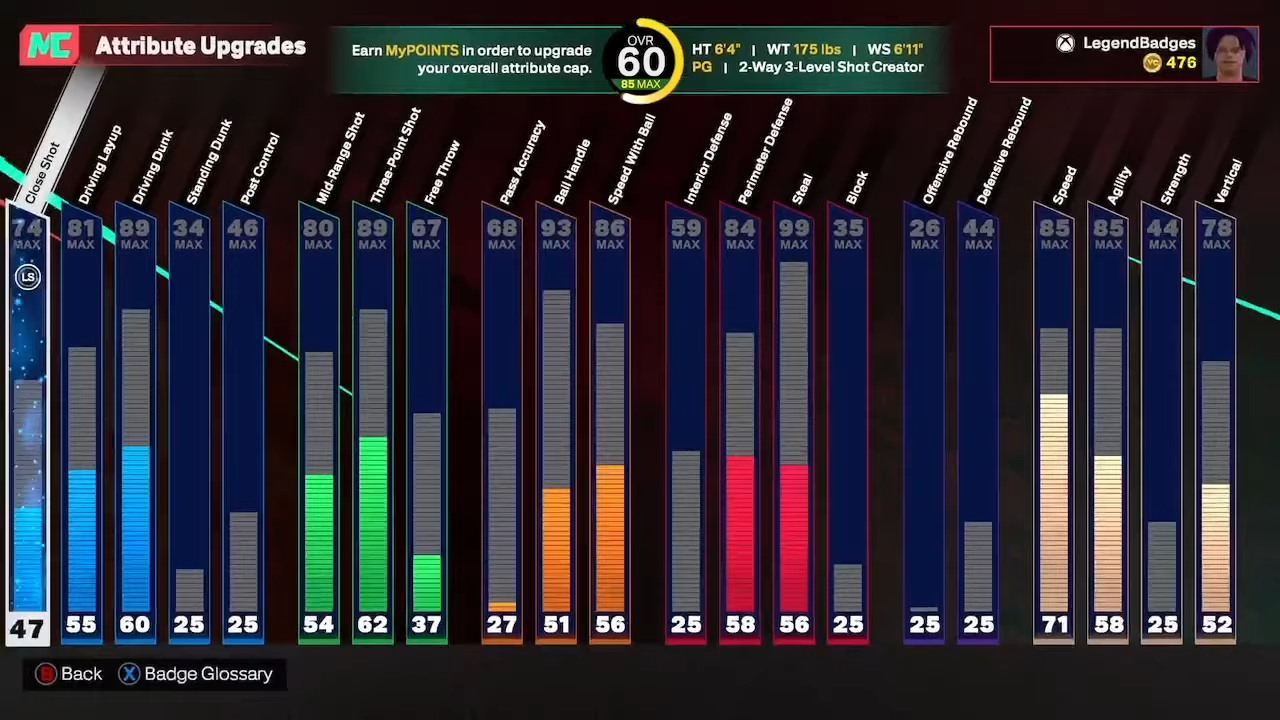 MC Attribute Upgrades
Earn MyPOINTS in order to upgrade
your overall attribute cap.
OVR
60
85 MAX
HT 6'4" | WT 175 lbs | WS 6'11"
PG | 2-Way 3-Level Shot Creator
LegendBadges
VC 476
Close Shot
Driving Layup
Driving Dunk
Standing Dunk
Post Control
Mid-Range Shot
Three-Point Shot
Free Throw
Pass Accuracy
Ball Handle
Speed With Ball
Interior Defense
Perimeter Defense
Steal
Block
Offensive Rebound
Defensive Rebound
Speed
Agility
Strength
Vertical
74 81 89 34 46 80 89 67 68 93 86 59 84 99 35 26 44 85 85 44 78
MAX MAX MAX MAX MAX MAX MAX MAX MAX MAX MAX MAX MAX MAX MAX MAX MAX MAX MAX MAX MAX
LS
47 55 60 25 25 54 62 37 27 51 56 25 58 56 25 25 25 71 58 25 52
B Back X Badge Glossary